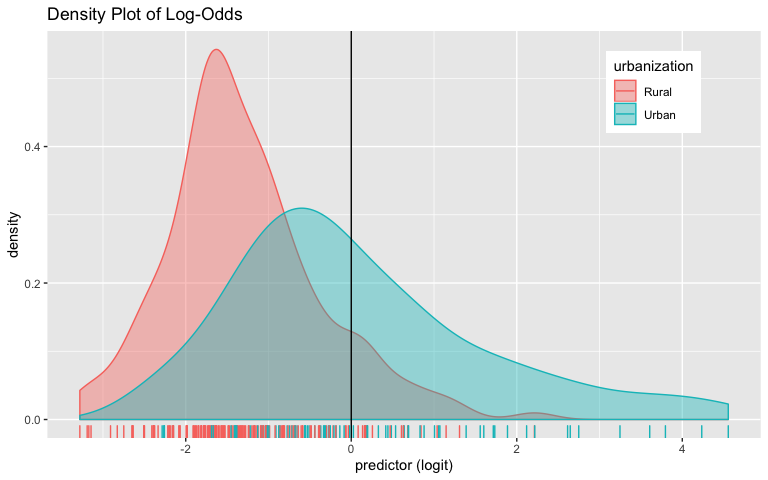 Density Plot of Log-Odds
urbanization
Rural
Urban
0.4
0.2
0.0
density
-2
0
2
4
predictor (logit)